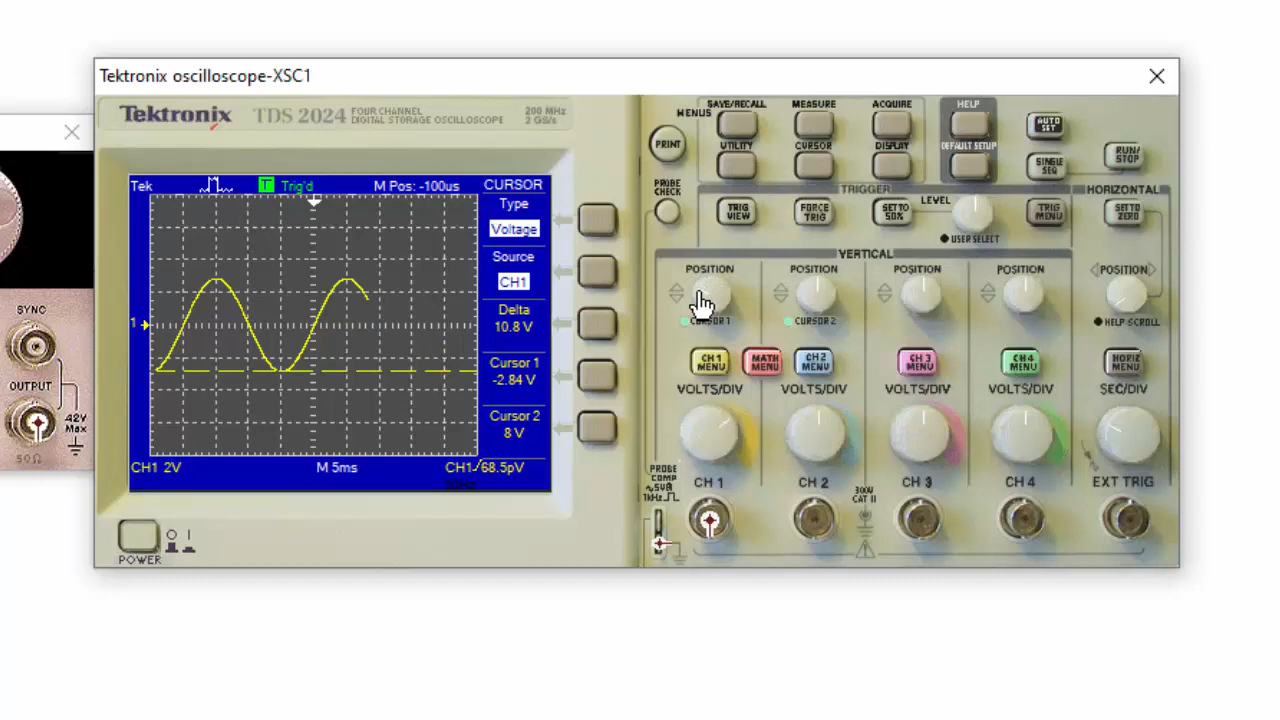 Tektronix oscilloscope-XSC1
Tektronix TDS 2024 FOUR CHANNEL DIGITAL STORAGE OSCILLOSCOPE 200 MHz 2 GS/s
Tek T Trig'd M Pos: -100us CURSOR
Type
Voltage
Source
CH1
Delta
10.8 V
Cursor 1
-2.84 V
Cursor 2
8 V
1
CH1 2V M 5ms CH1 68.5pV
POWER
SYNC
OUTPUT
42V
Max
50Ω
MENUS
SAVE/RECALL MEASURE ACQUIRE HELP
PRINT
AUTO SET
UTILITY CURSOR DISPLAY DEFAULT SETUP
SINGLE SEQ
RUN/STOP
PROBE CHECK
TRIGGER HORIZONTAL
TRIG VIEW
FORCE TRIG
SET TO 50%
LEVEL
USER SELECT
TRIG MENU
SET TO ZERO
VERTICAL
POSITION POSITION POSITION POSITION POSITION
CURSOR 1 CURSOR 2 HELP SCROLL
CH 1 MENU
MATH MENU
CH 2 MENU
CH 3 MENU
CH4 MENU
HORIZ MENU
VOLTS/DIV VOLTS/DIV VOLTS/DIV VOLTS/DIV SEC/DIV
PROBE COMP
~5V
1kHz
CH 1 CH 2 CH 3 CH 4 EXT TRIG
300V
CAT II